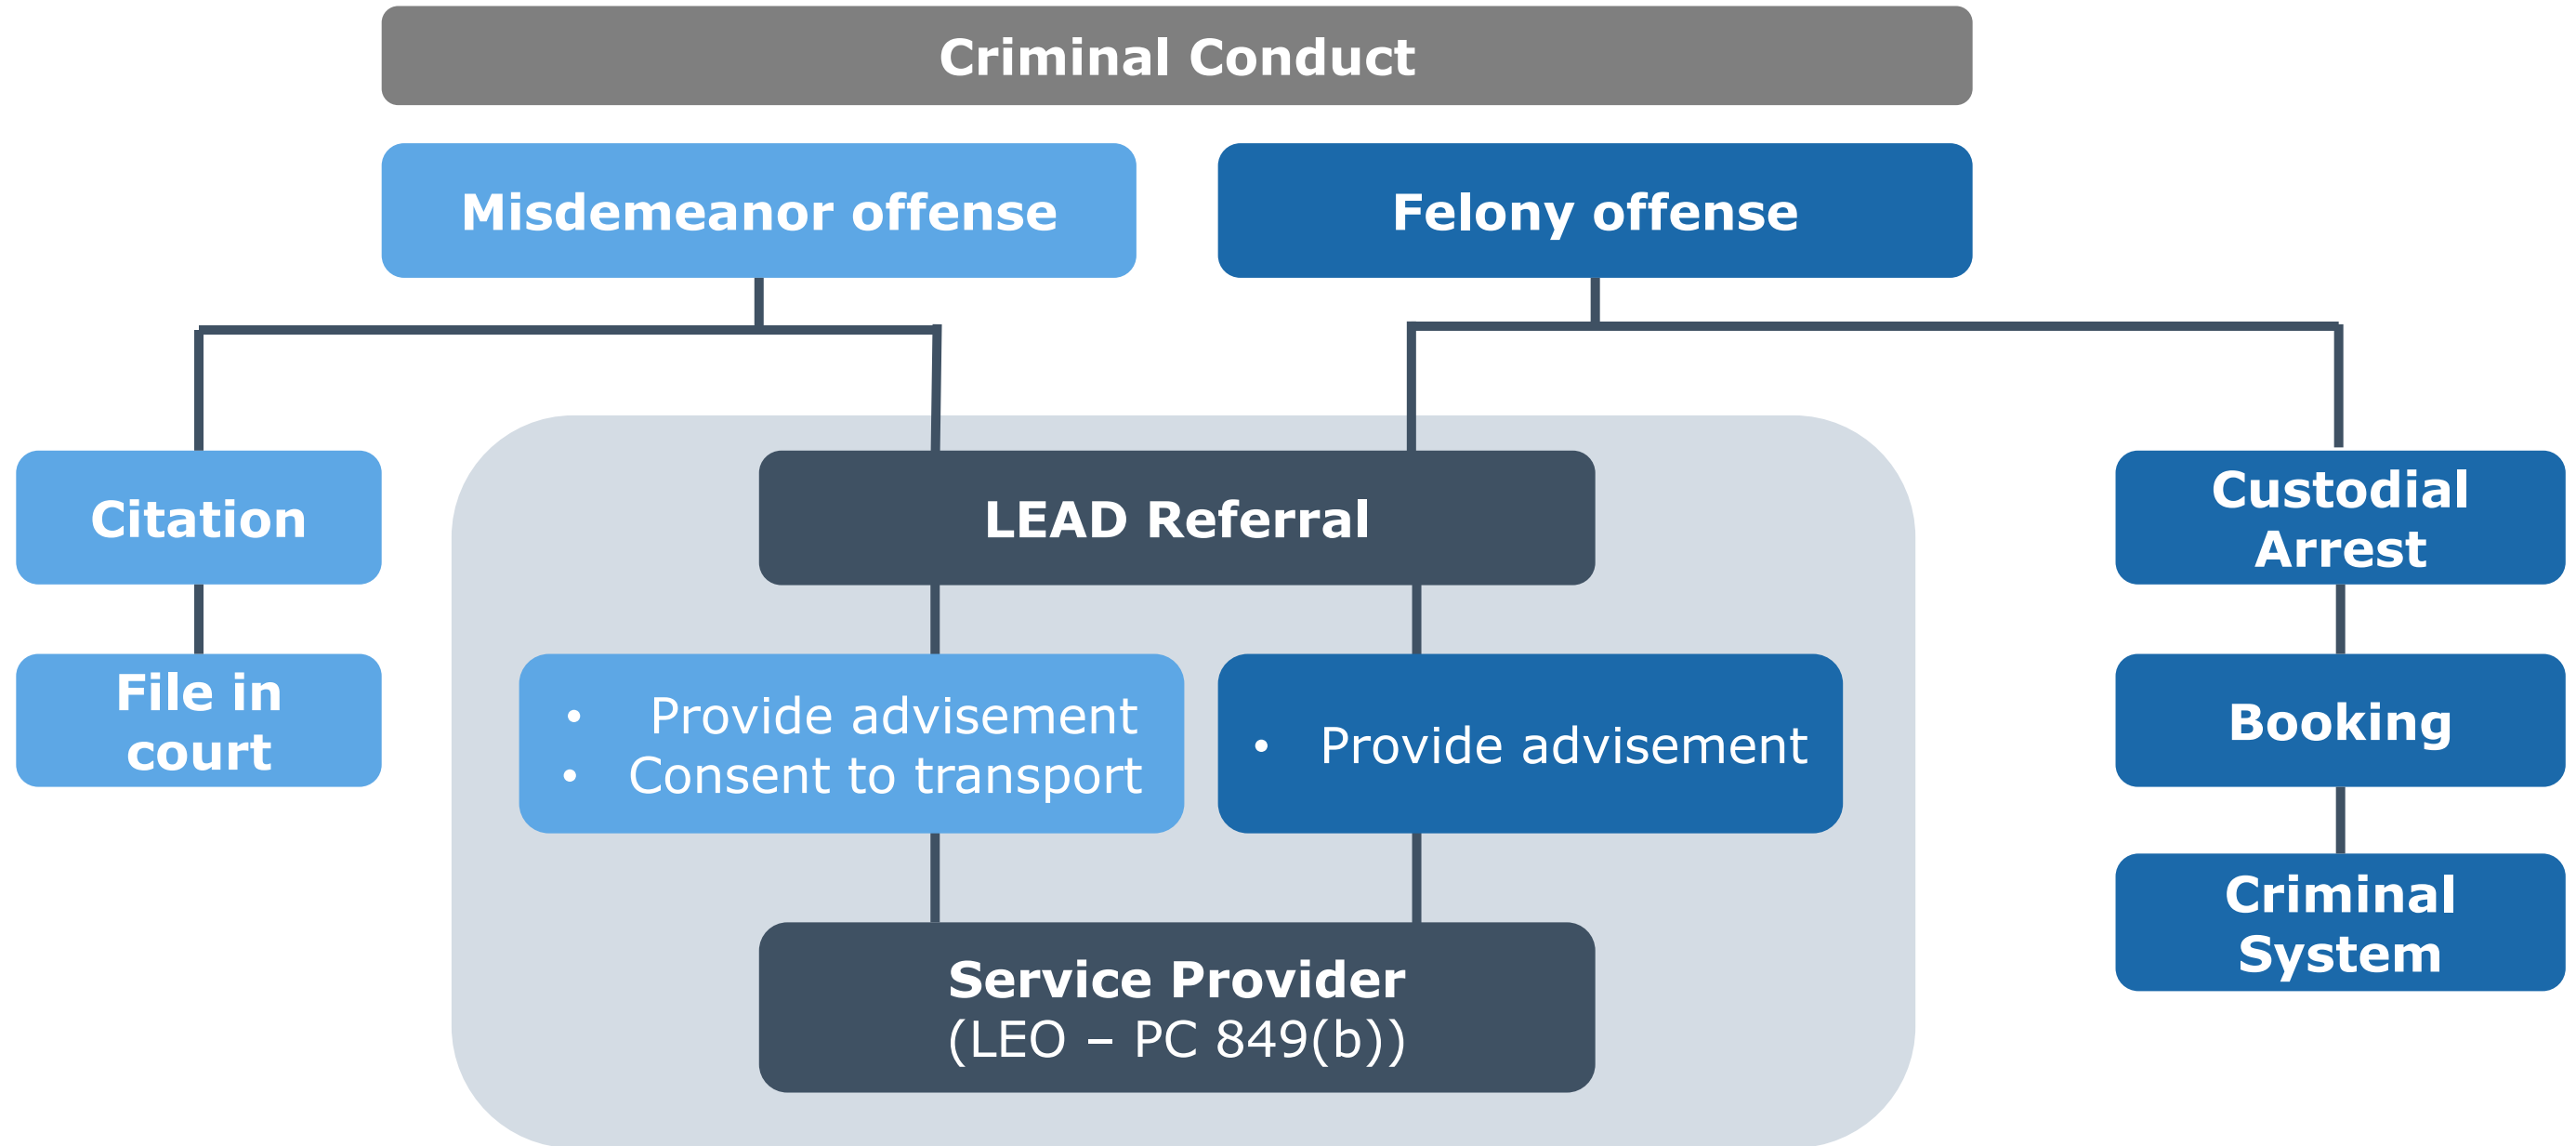 Criminal Conduct
Misdemeanor offense
Felony offense
Citation
LEAD Referral
Custodial
Arrest
File in
court
• Provide advisement
• Consent to transport
• Provide advisement
Booking
Criminal
System
Service Provider
(LEO – PC 849(b))